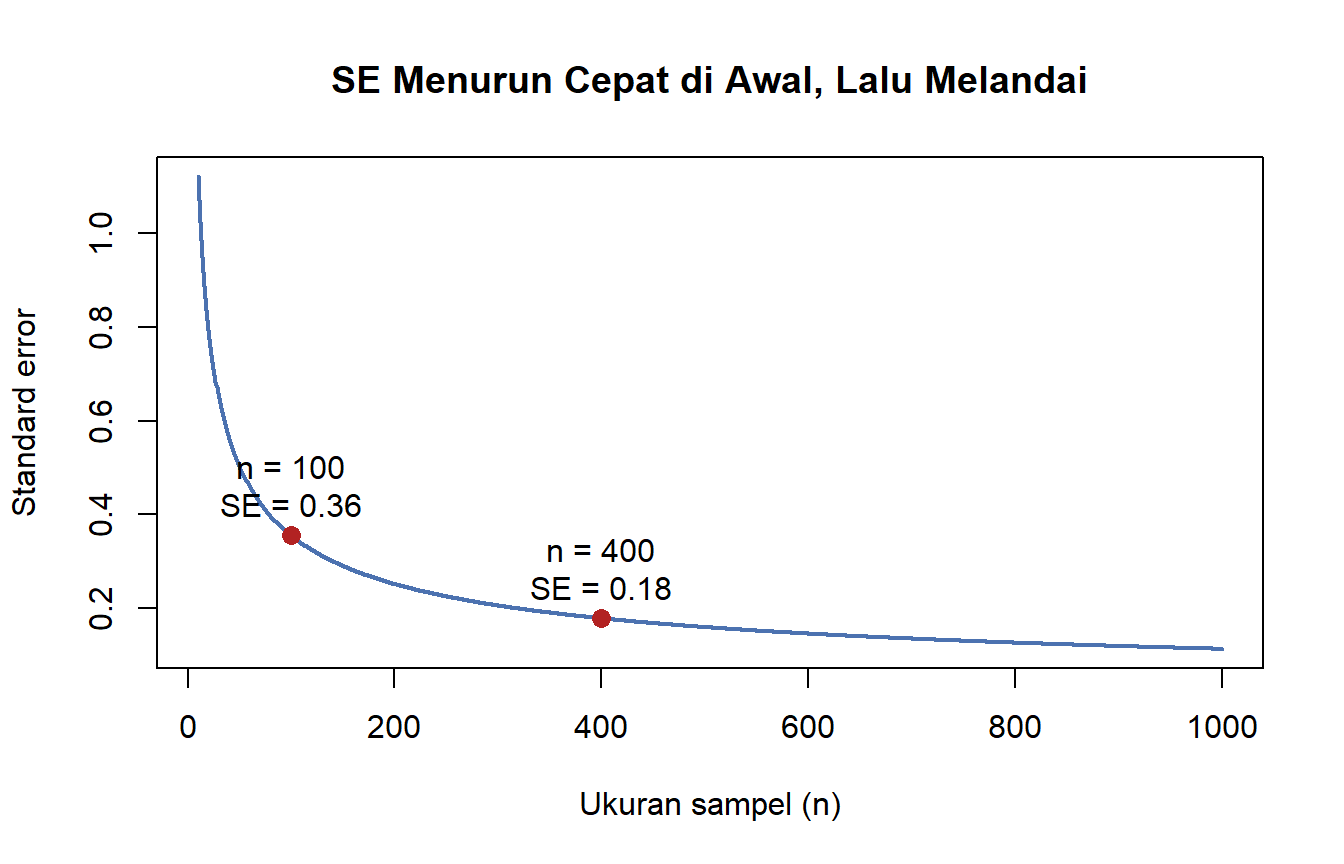 SE Menurun Cepat di Awal, Lalu Melandai
Standard error
1.0
0.8
0.6
0.4
0.2
n = 100
SE = 0.36
n = 400
SE = 0.18
0 200 400 600 800 1000
Ukuran sampel (n)